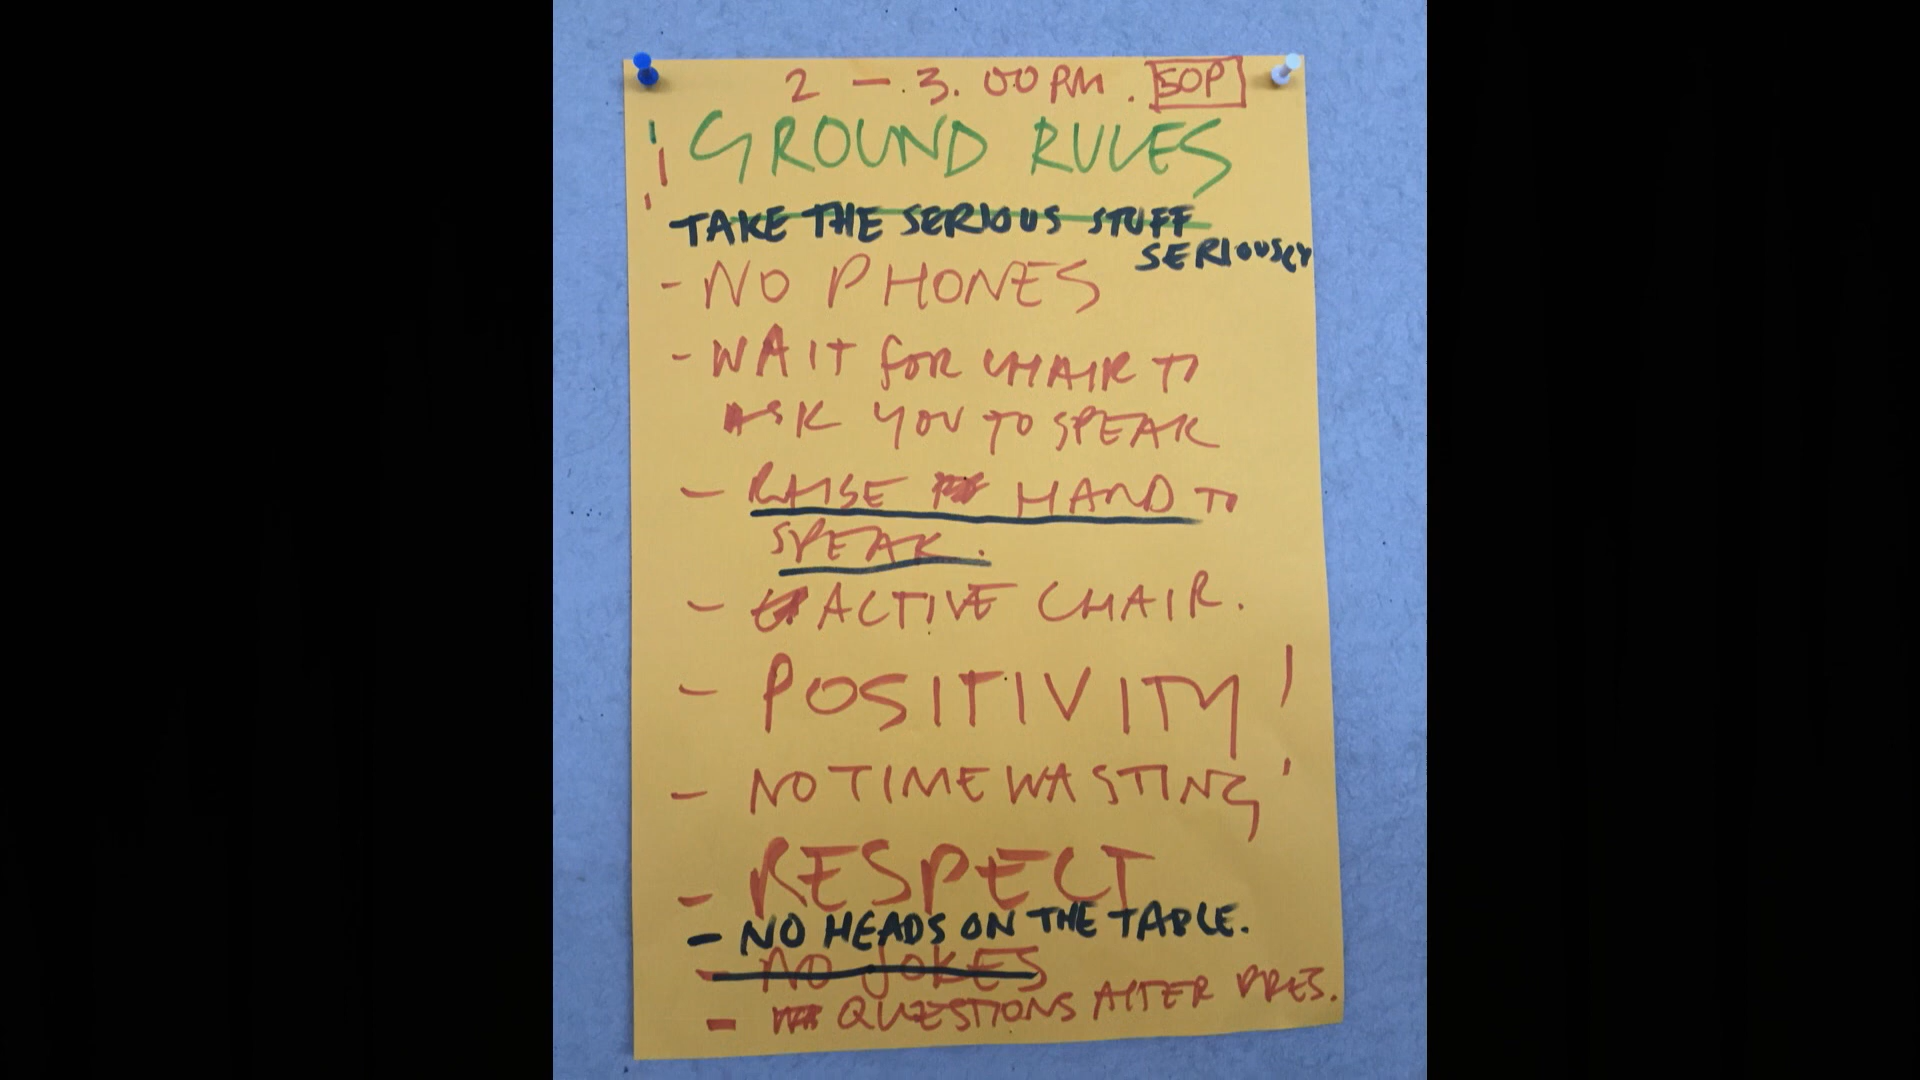 2 - 3.00PM. 50P
GROUND RULES
TAKE THE SERIOUS STUFF
SERIOUSLY
- NO PHONES
- WAIT FOR CHAIR TO
ASK YOU TO SPEAK
- RAISE HAND TO
SPEAK.
- ACTIVE CHAIR.
- POSITIVITY!
- NO TIME WASTING!
- RESPECT
- NO HEADS ON THE TABLE.
- NO JOKES
- QUESTIONS AFTER PRES.